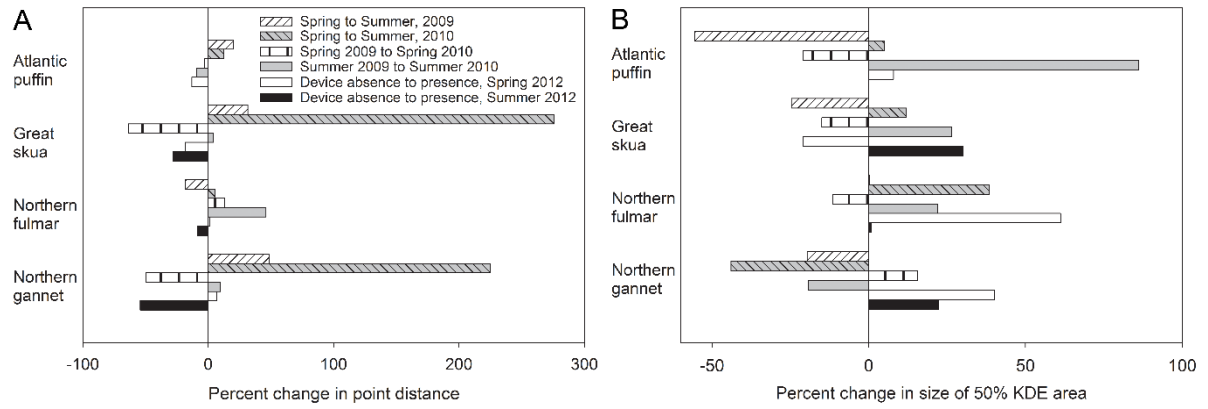 A
Spring to Summer, 2009
Spring to Summer, 2010
Spring 2009 to Spring 2010
Summer 2009 to Summer 2010
Device absence to presence, Spring 2012
Device absence to presence, Summer 2012
Atlantic
puffin
Great
skua
Northern
fulmar
Northern
gannet
-100 0 100 200 300
Percent change in point distance
B
Atlantic
puffin
Great
skua
Northern
fulmar
Northern
gannet
-50 0 50 100
Percent change in size of 50% KDE area